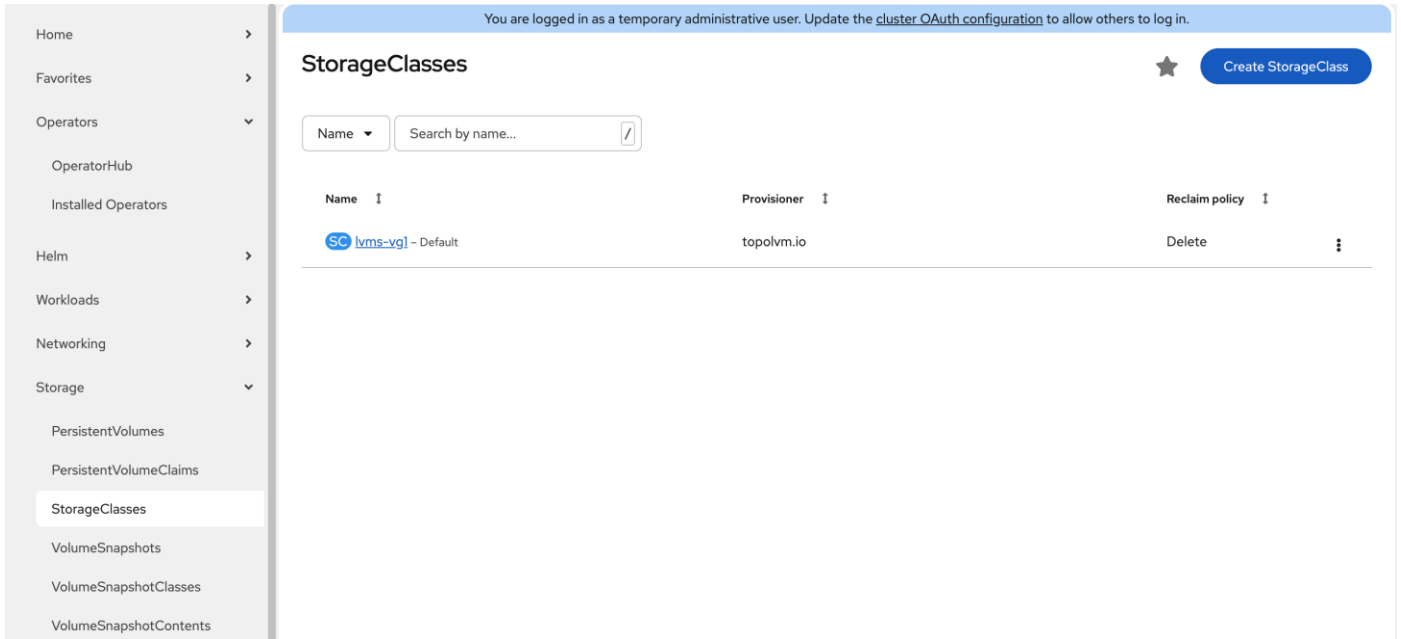 You are logged in as a temporary administrative user. Update the cluster OAuth configuration to allow others to log in.
Home
Favorites
Operators
OperatorHub
Installed Operators
Helm
Workloads
Networking
Storage
PersistentVolumes
PersistentVolumeClaims
StorageClasses
VolumeSnapshots
VolumeSnapshotClasses
VolumeSnapshotContents
StorageClasses
Create StorageClass
Name Search by name... /
Name Provisioner Reclaim policy
SC lvms-vg1 – Default topolvm.io Delete